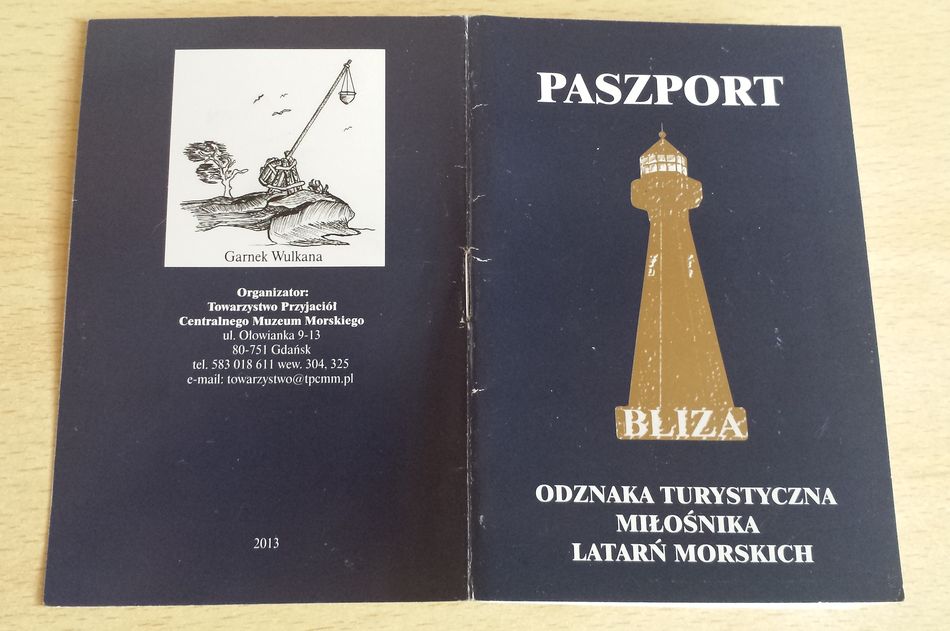 Garnek Wulkana
Organizator:
Towarzystwo Przyjaciół
Centralnego Muzeum Morskiego
ul. Ołowianka 9-13
80-751 Gdańsk
tel. 583 018 611 wew. 304, 325
e-mail: towarzystwo@tpcmm.pl
2013
PASZPORT
BLIZA
ODZNAKA TURYSTYCZNA
MIŁOŚNIKA
LATARŃ MORSKICH